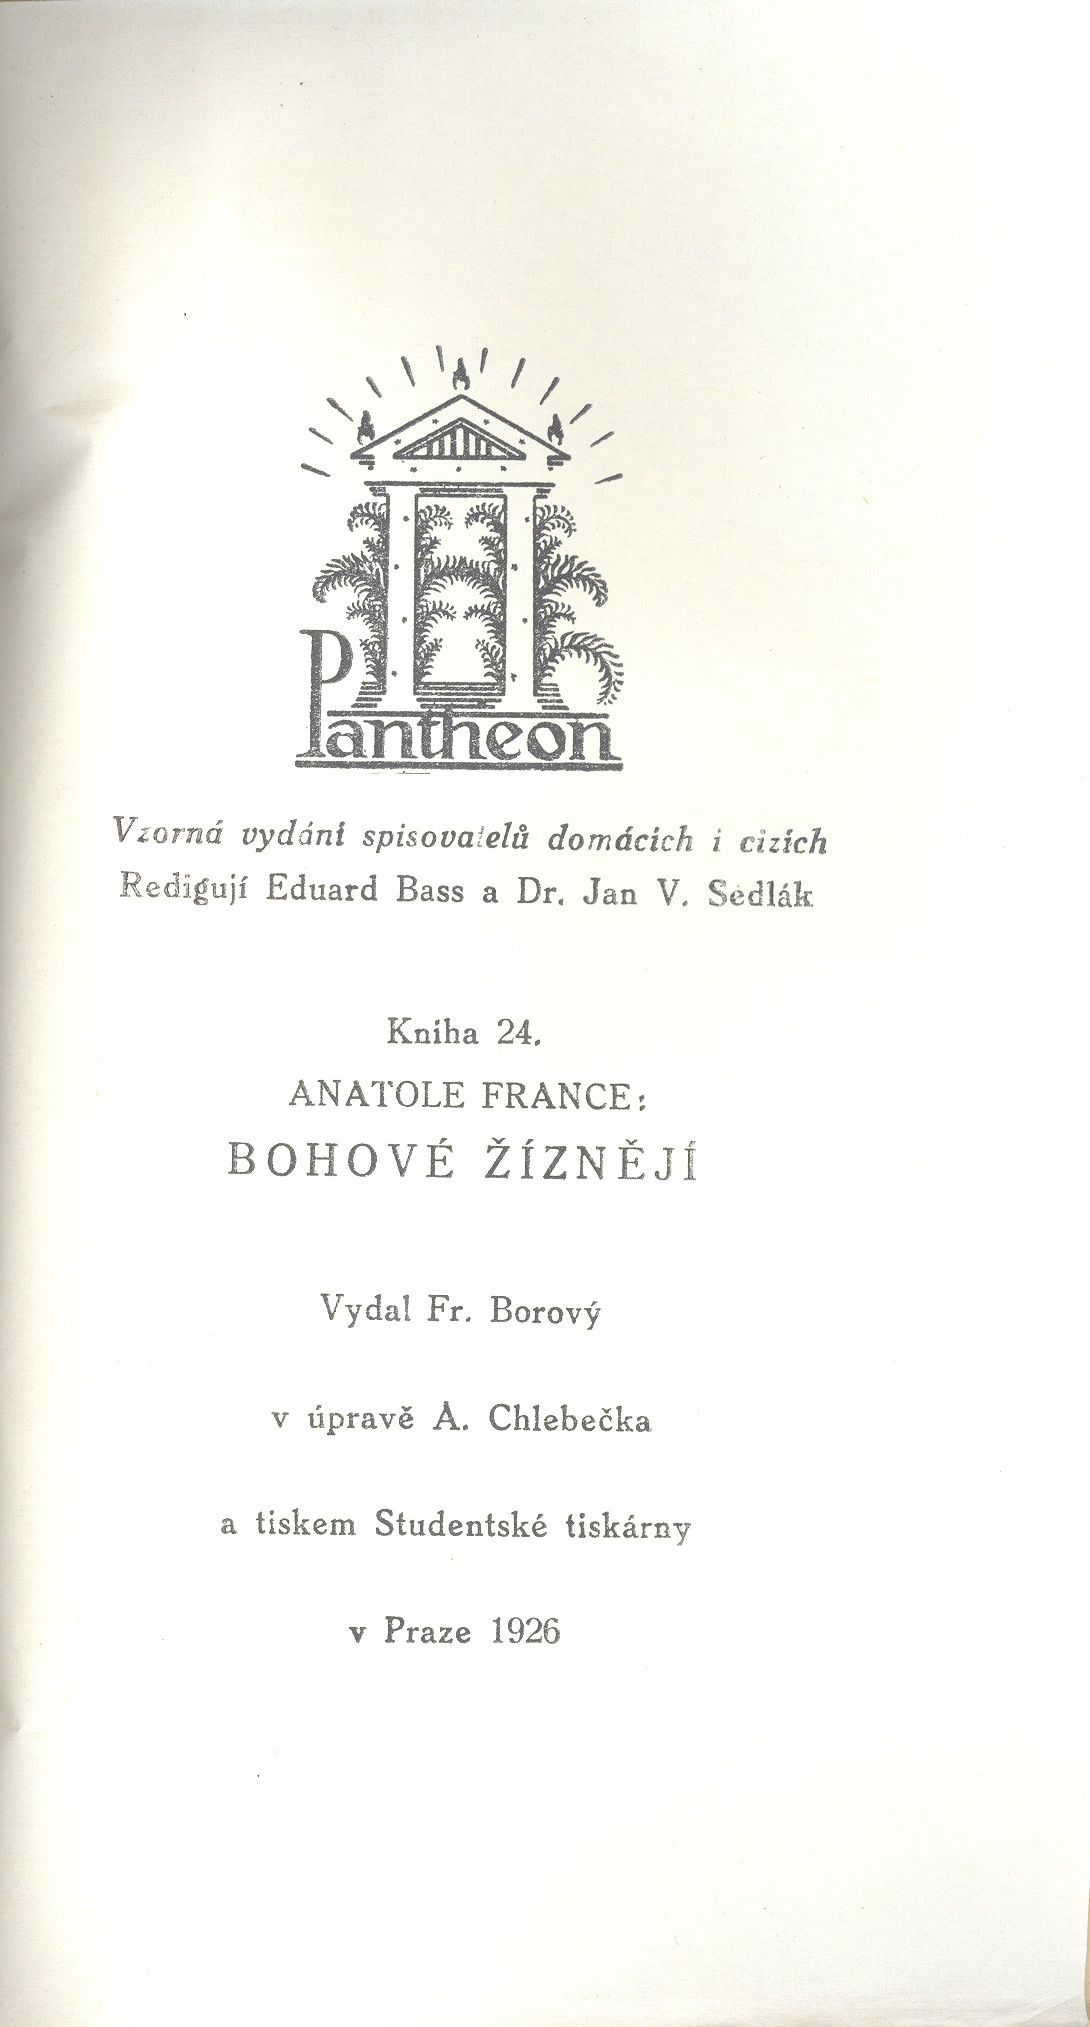 Pantheon
Vzorná vydání spisovatelů domácích i cizích
Redigují Eduard Bass a Dr. Jan V. Sedlák
Kniha 24.
ANATOLE FRANCE:
BOHOVÉ ŽÍZNĚJÍ
Vydal Fr. Borový
v úpravě A. Chlebečka
a tiskem Studentské tiskárny
v Praze 1926